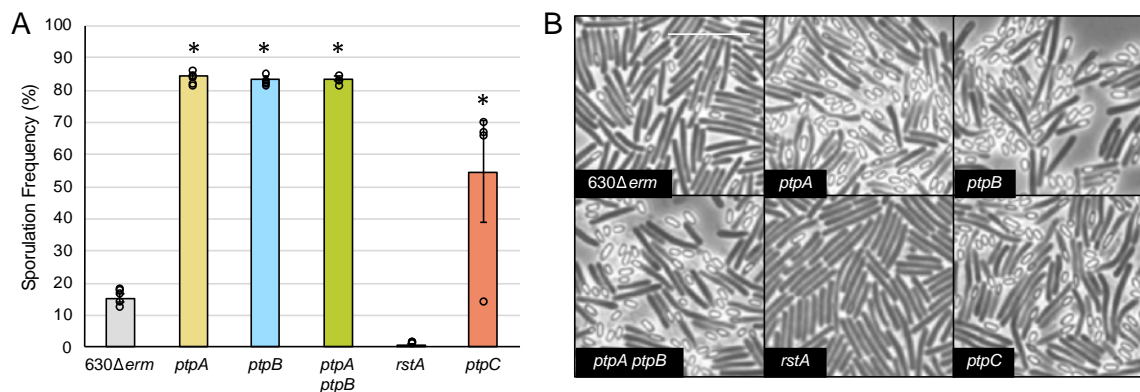 A
Sporulation Frequency (%)
100
90
80
70
60
50
40
30
20
10
0
*
*
*
*
630Δerm
ptpA
ptpB
ptpA
ptpB
rstA
ptpC
B
630Δerm
ptpA
ptpB
ptpA ptpB
rstA
ptpC